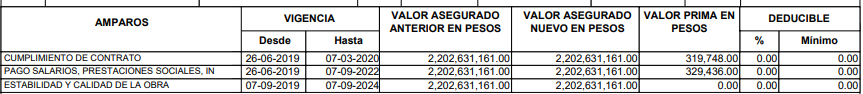 AMPAROS VIGENCIA VALOR ASEGURADO ANTERIOR EN PESOS VALOR ASEGURADO NUEVO EN PESOS VALOR PRIMA EN PESOS DEDUCIBLE
Desde Hasta % Mínimo
CUMPLIMIENTO DE CONTRATO 26-06-2019 07-03-2020 2,202,631,161.00 2,202,631,161.00 319,748.00 0.00 0.00
PAGO SALARIOS, PRESTACIONES SOCIALES, IN 26-06-2019 07-09-2022 2,202,631,161.00 2,202,631,161.00 329,436.00 0.00 0.00
ESTABILIDAD Y CALIDAD DE LA OBRA 07-09-2019 07-09-2024 2,202,631,161.00 2,202,631,161.00 0.00 0.00 0.00